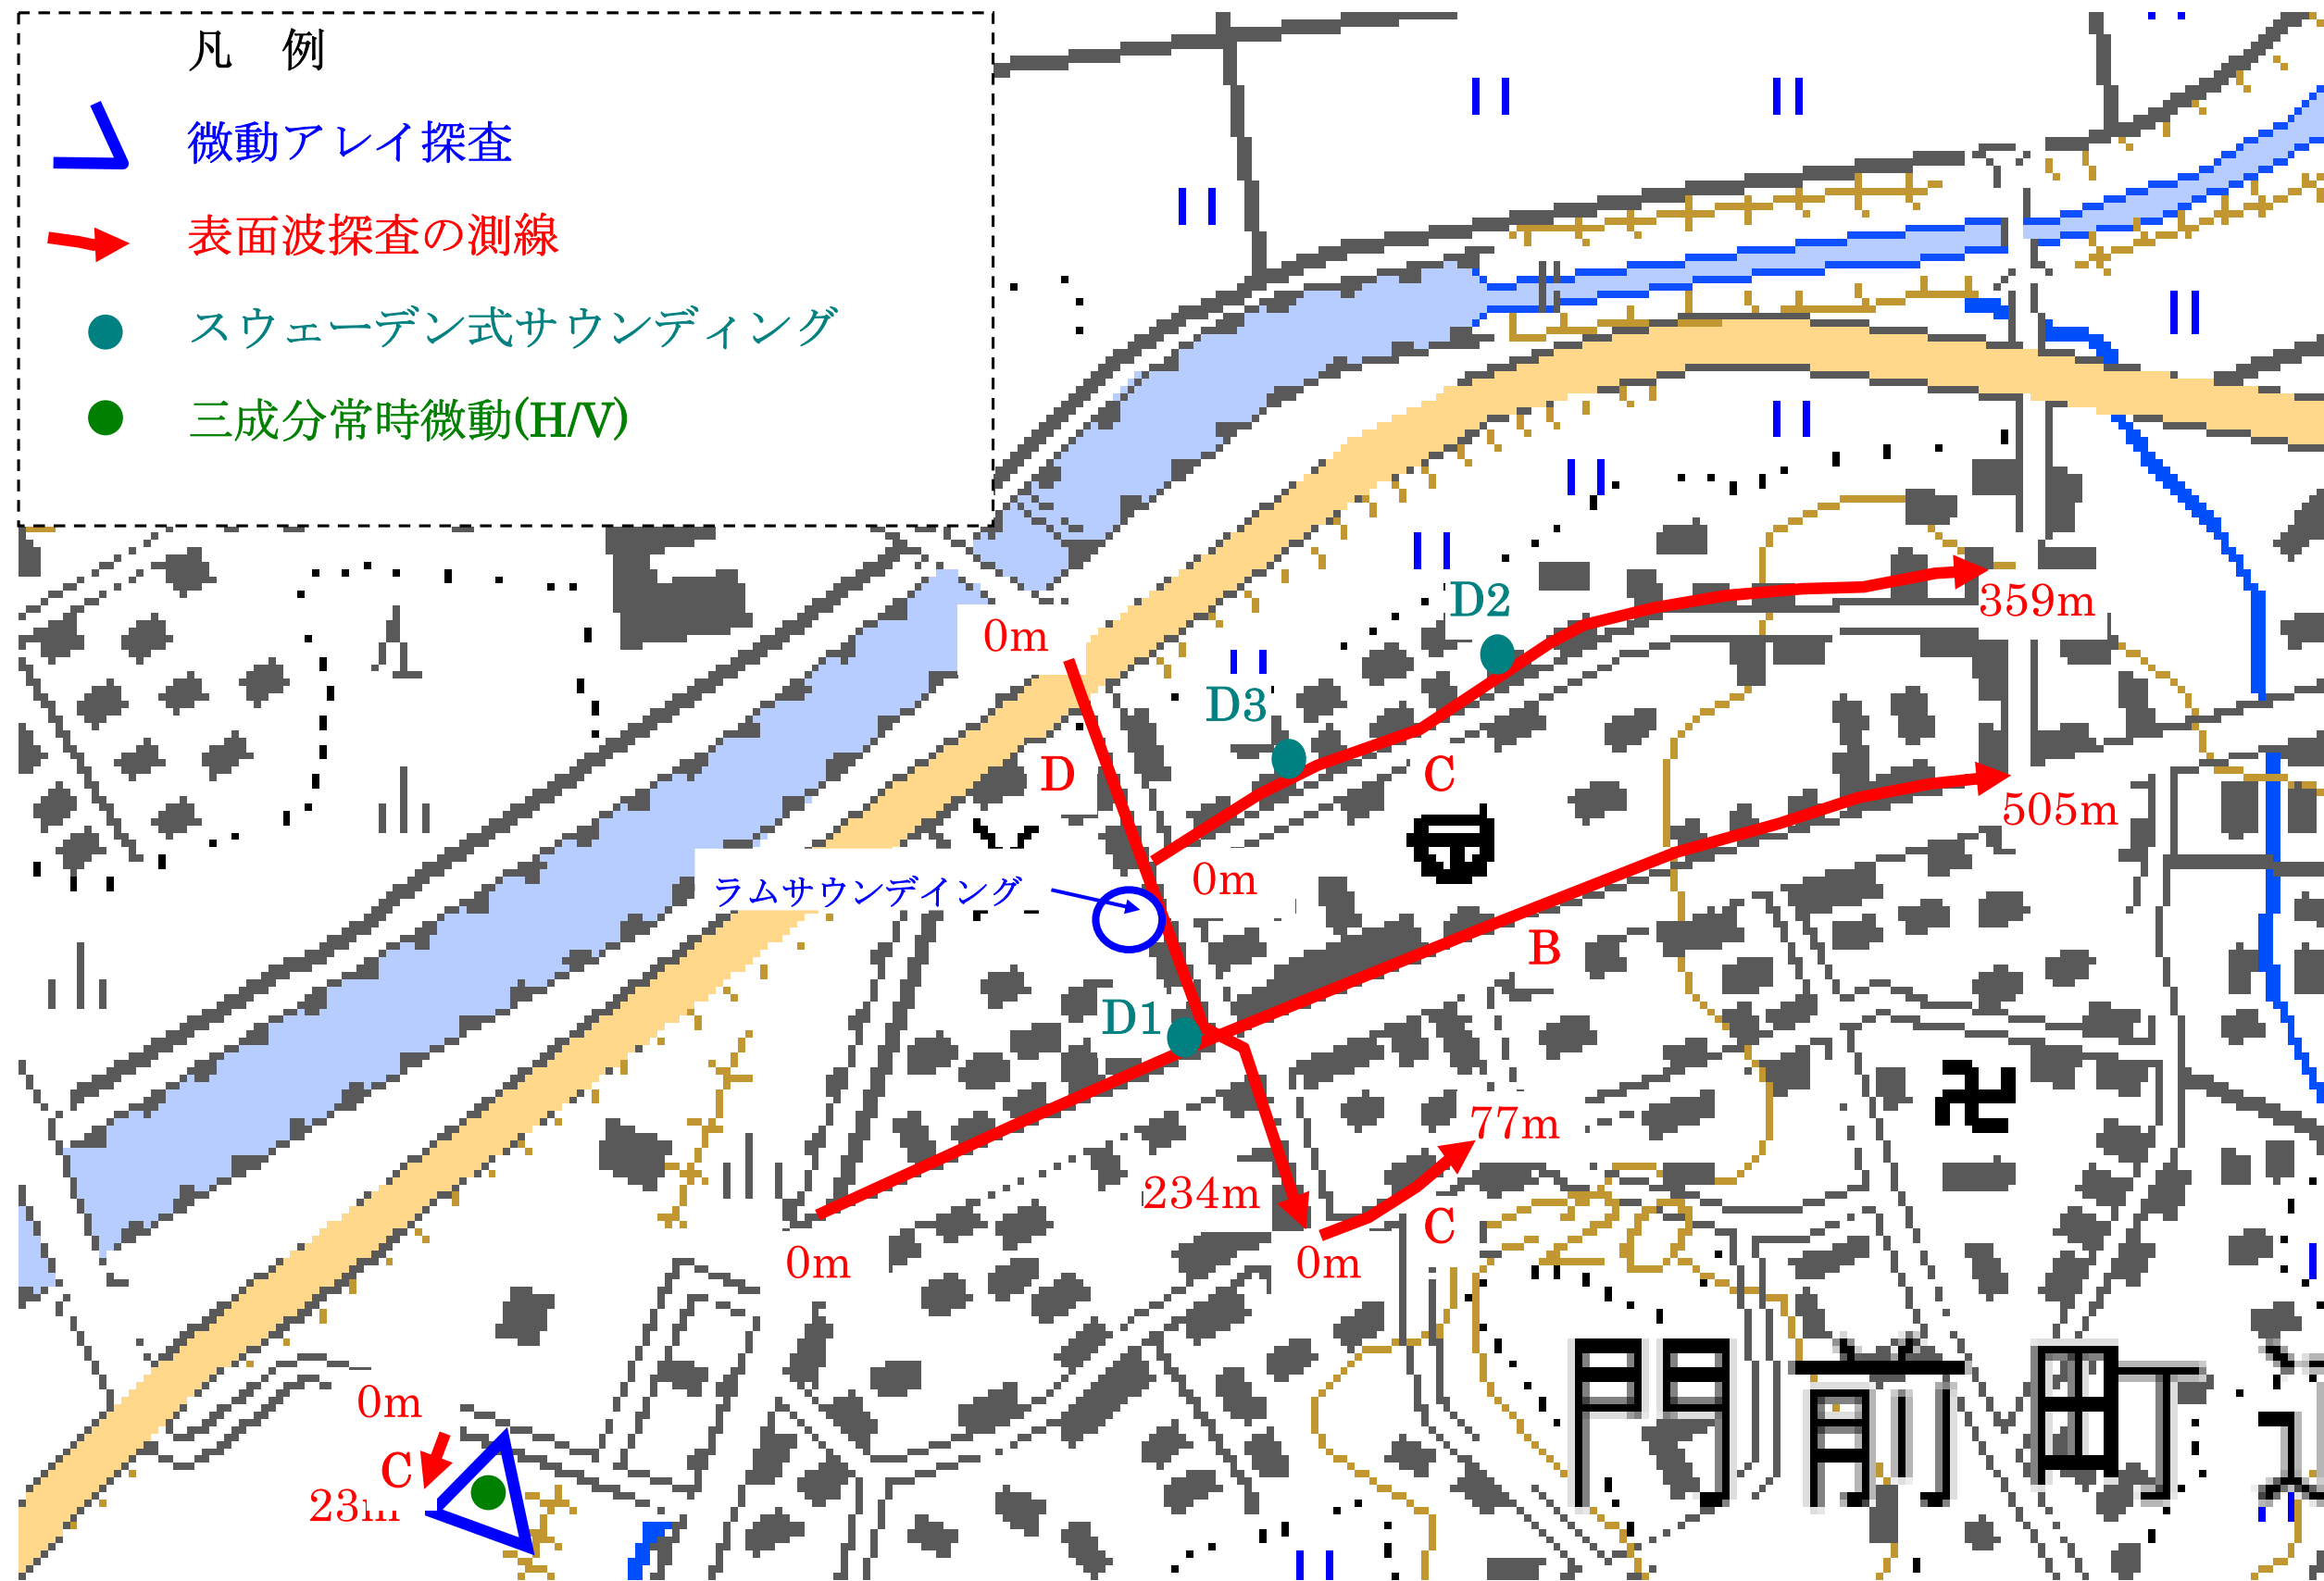 凡　例
微動アレイ探査
表面波探査の測線
スウェーデン式サウンディング
三成分常時微動(H/V)
D2
359m
0m
D3
D
C
505m
0m
ラムサウンデイング
B
D1
77m
234m
C
0m
0m
20
門前町
0m
C